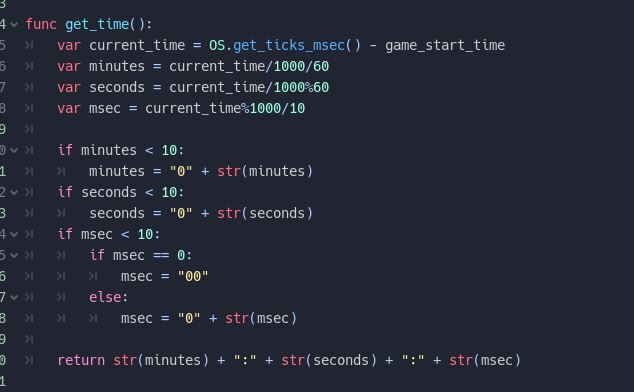 3
4 func get_time():
5 var current_time = OS.get_ticks_msec() - game_start_time
6 var minutes = current_time/1000/60
7 var seconds = current_time/1000%60
8 var msec = current_time%1000/10
9
0 if minutes < 10:
1 minutes = "0" + str(minutes)
2 if seconds < 10:
3 seconds = "0" + str(seconds)
4 if msec < 10:
5 if msec == 0:
6 msec = "00"
7 else:
8 msec = "0" + str(msec)
9
0 return str(minutes) + ":" + str(seconds) + ":" + str(msec)
1